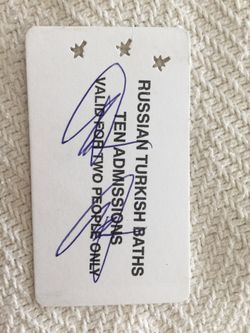 RUSSIAN TURKISH BATHS
TEN ADMISSIONS
VALID FOR TWO PEOPLE ONLY